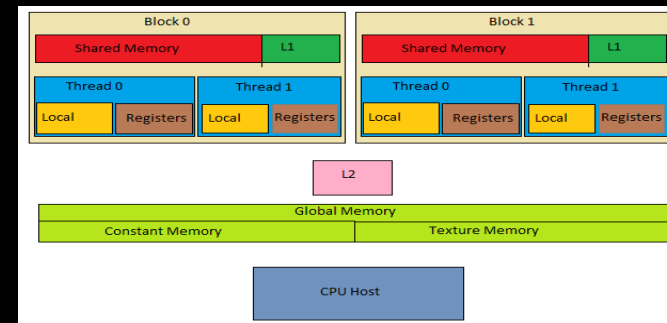 Block 0 Block 1
Shared Memory L1 Shared Memory L1
Thread 0 Thread 1 Thread 0 Thread 1
Local Registers Local Registers Local Registers Local Registers
L2
Global Memory
Constant Memory Texture Memory
CPU Host